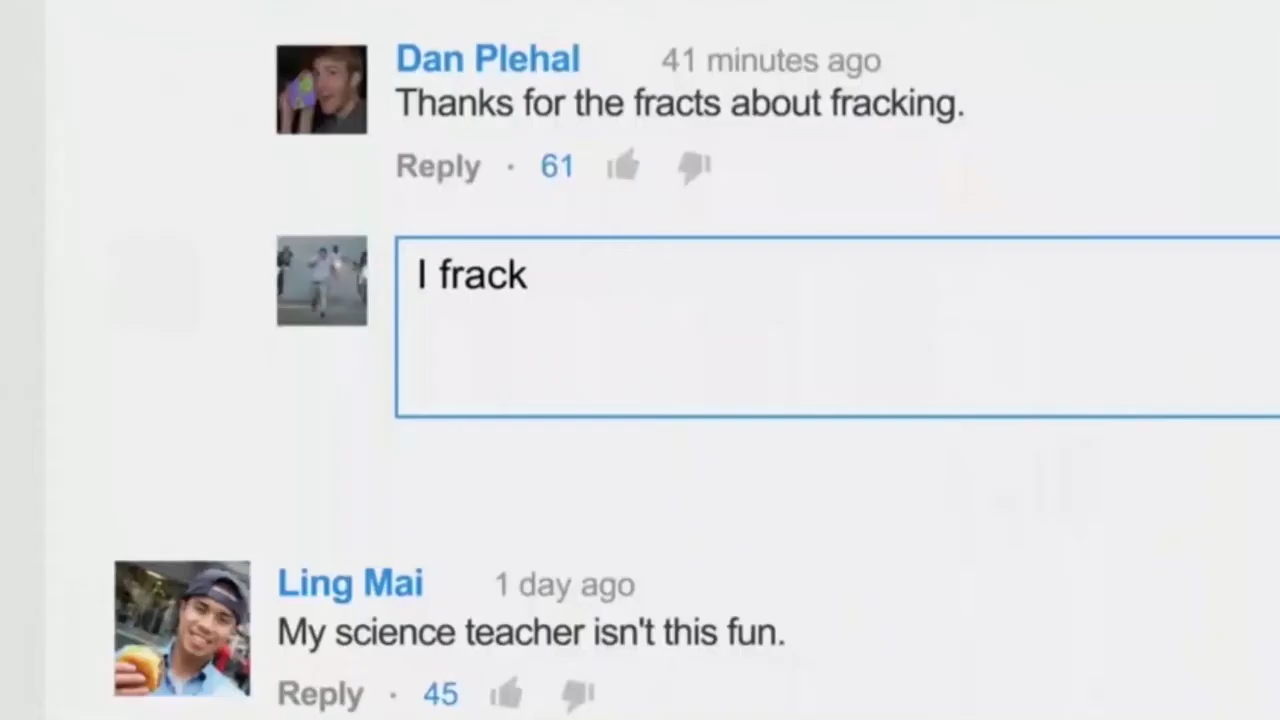 Dan Plehal 41 minutes ago
Thanks for the fracts about fracking.
Reply · 61
I frack
Ling Mai 1 day ago
My science teacher isn't this fun.
Reply · 45